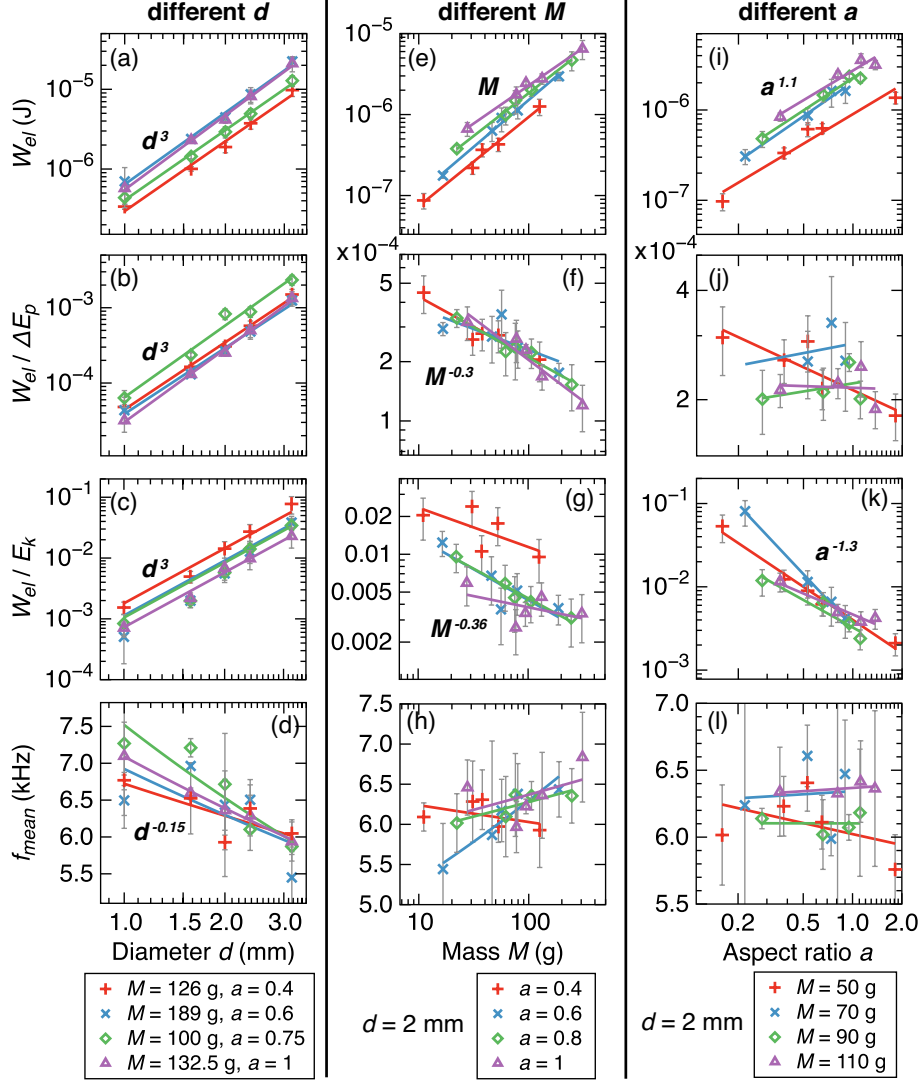 different d
different M
different a
(a)
10⁻⁵
10⁻⁶
W_el (J)
d³
(e)
10⁻⁵
10⁻⁶
10⁻⁷
M
(i)
10⁻⁶
10⁻⁷
a^1.1
(b)
10⁻³
10⁻⁴
W_el / ΔE_p
d³
x10⁻⁴
(f)
5
2
1
M^-0.3
x10⁻⁴
(j)
4
2
(c)
10⁻¹
10⁻²
10⁻³
10⁻⁴
W_el / E_k
d³
(g)
0.02
0.01
0.005
0.002
M^-0.36
(k)
10⁻¹
10⁻²
10⁻³
a^-1.3
(d)
7.5
7.0
6.5
6.0
5.5
f_mean (kHz)
d^-0.15
1.0 1.5 2.0 3.0
Diameter d (mm)
(h)
7.0
6.5
6.0
5.5
5.0
10 100
Mass M (g)
(l)
7.0
6.5
6.0
5.5
0.2 0.5 1.0 2.0
Aspect ratio a
M = 126 g, a = 0.4
M = 189 g, a = 0.6
M = 100 g, a = 0.75
M = 132.5 g, a = 1
d = 2 mm
a = 0.4
a = 0.6
a = 0.8
a = 1
d = 2 mm
M = 50 g
M = 70 g
M = 90 g
M = 110 g